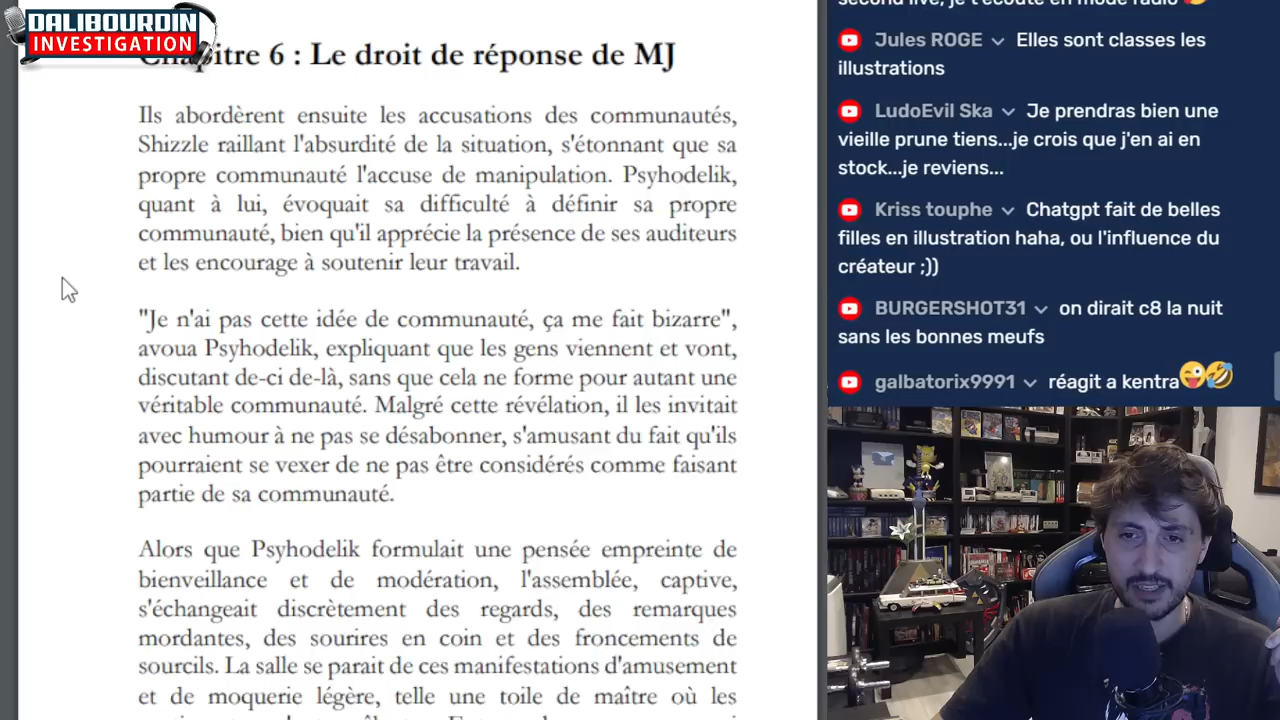 DALIBOURDIN
INVESTIGATION
Chapitre 6 : Le droit de réponse de MJ
Ils abordèrent ensuite les accusations des communautés,
Shizzle raillant l'absurdité de la situation, s'étonnant que sa
propre communauté l'accuse de manipulation. Psyhodelik,
quant à lui, évoquait sa difficulté à définir sa propre
communauté, bien qu'il apprécie la présence de ses auditeurs
et les encourage à soutenir leur travail.
"Je n'ai pas cette idée de communauté, ça me fait bizarre",
avoua Psyhodelik, expliquant que les gens viennent et vont,
discutant de-ci de-là, sans que cela ne forme pour autant une
véritable communauté. Malgré cette révélation, il les invitait
avec humour à ne pas se désabonner, s'amusant du fait qu'ils
pourraient se vexer de ne pas être considérés comme faisant
partie de sa communauté.
Alors que Psyhodelik formulait une pensée empreinte de
bienveillance et de modération, l'assemblée, captive,
s'échangeait discrètement des regards, des remarques
mordantes, des sourires en coin et des froncements de
sourcils. La salle se parait de ces manifestations d'amusement
et de moquerie légère, telle une toile de maître où les
second live, je t'écoute en mode radio
Jules ROGE Elles sont classes les
illustrations
LudoEvil Ska Je prendras bien une
vieille prune tiens...je crois que j'en ai en
stock...je reviens...
Kriss touphe Chatgpt fait de belles
filles en illustration haha, ou l'influence du
créateur ;))
BURGERSHOT31 on dirait c8 la nuit
sans les bonnes meufs
galbatorix9991 réagit a kentra